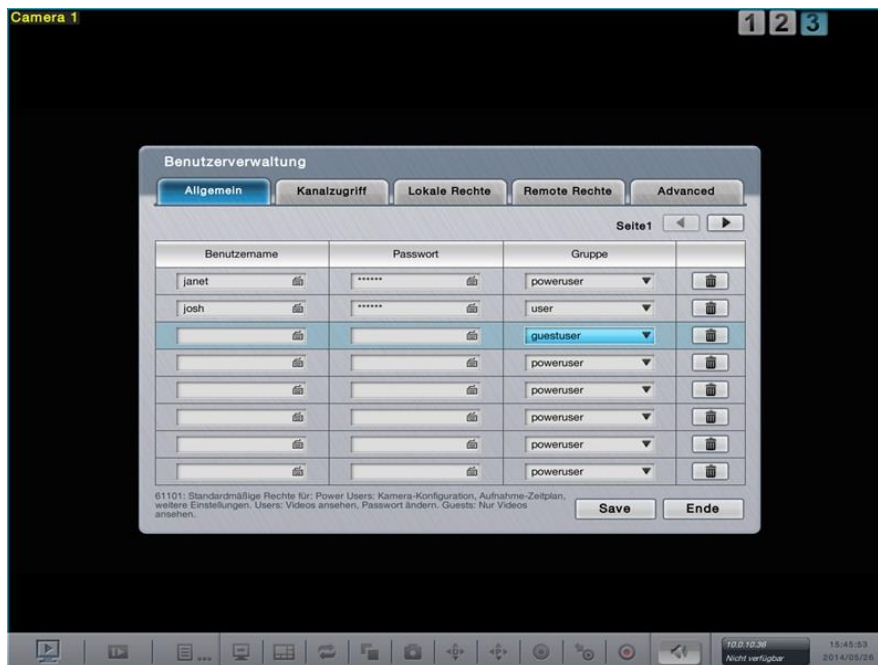 Camera 1
1 2 3
Benutzerverwaltung
Allgemein Kanalzugriff Lokale Rechte Remote Rechte Advanced
Seite1
Benutzername Passwort Gruppe
janet ****** poweruser
josh ****** user
guestuser
poweruser
poweruser
poweruser
poweruser
poweruser
61101: Standardmäßige Rechte für: Power Users: Kamera-Konfiguration, Aufnahme-Zeitplan,
weitere Einstellungen. Users: Videos ansehen, Passwort ändern. Guests: Nur Videos
ansehen.
Save Ende
10.0.10.36
Nicht verfügbar
15:45:53
2014/05/26